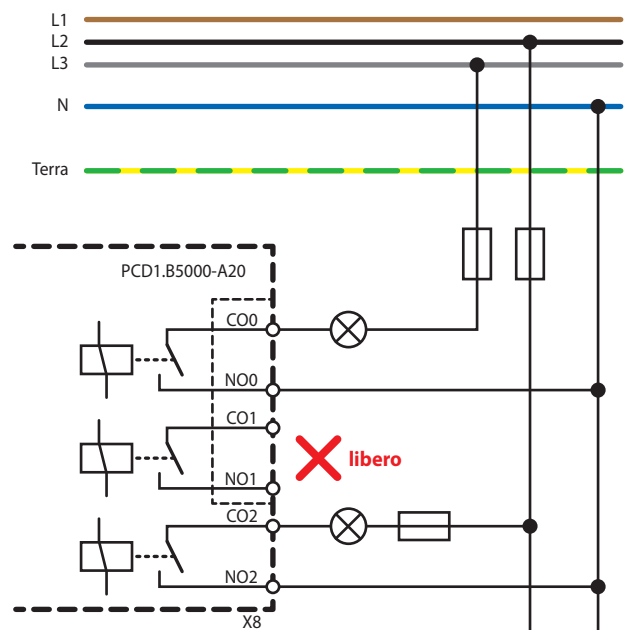 L1
L2
L3
N
Terra
PCD1.B5000-A20
CO0
NO0
CO1
libero
NO1
CO2
NO2
X8